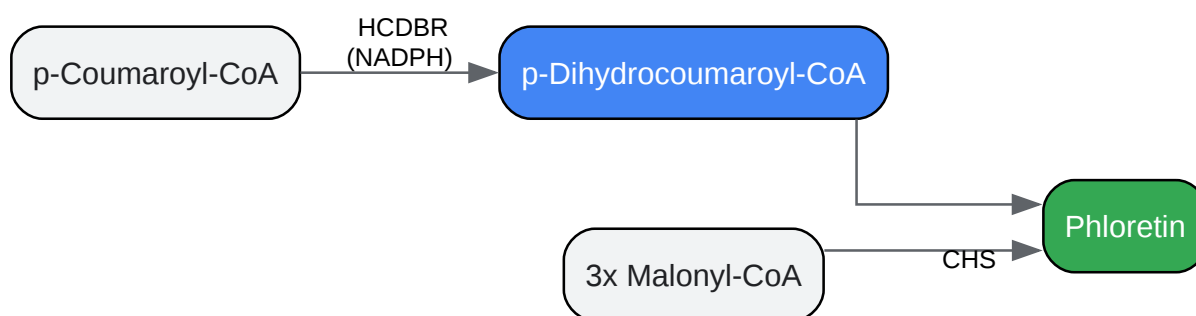 HCDBR
(NADPH)
p-Coumaroyl-CoA
p-Dihydrocoumaroyl-CoA
Phloretin
3x Malonyl-CoA
CHS